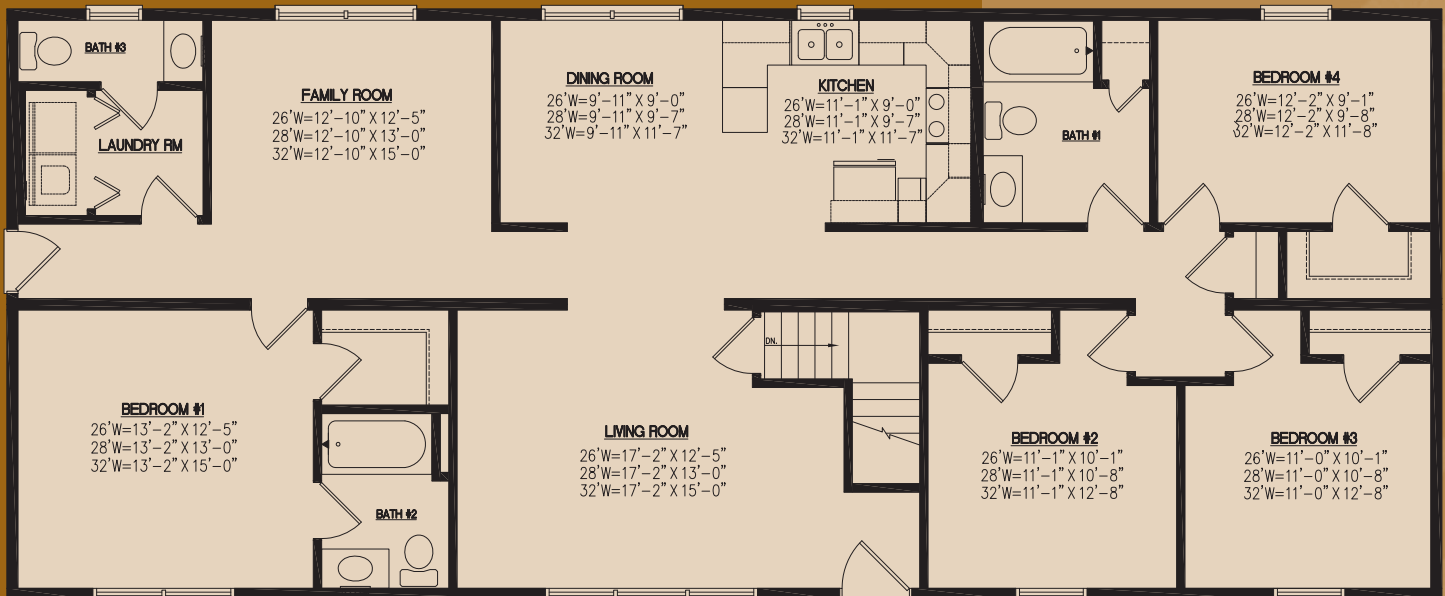 BATH #3
LAUNDRY RM
FAMILY ROOM
26'W=12'-10" X 12'-5"
28'W=12'-10" X 13'-0"
32'W=12'-10" X 15'-0"
DINING ROOM
26'W=9'-11" X 9'-0"
28'W=9'-11" X 9'-7"
32'W=9'-11" X 11'-7"
KITCHEN
26'W=11'-1" X 9'-0"
28'W=11'-1" X 9'-7"
32'W=11'-1" X 11'-7"
BATH #1
BEDROOM #4
26'W=12'-2" X 9'-1"
28'W=12'-2" X 9'-8"
32'W=12'-2" X 11'-8"
BEDROOM #1
26'W=13'-2" X 12'-5"
28'W=13'-2" X 13'-0"
32'W=13'-2" X 15'-0"
BATH #2
LIVING ROOM
26'W=17'-2" X 12'-5"
28'W=17'-2" X 13'-0"
32'W=17'-2" X 15'-0"
DN.
BEDROOM #2
26'W=11'-1" X 10'-1"
28'W=11'-1" X 10'-8"
32'W=11'-1" X 12'-8"
BEDROOM #3
26'W=11'-0" X 10'-1"
28'W=11'-0" X 10'-8"
32'W=11'-0" X 12'-8"